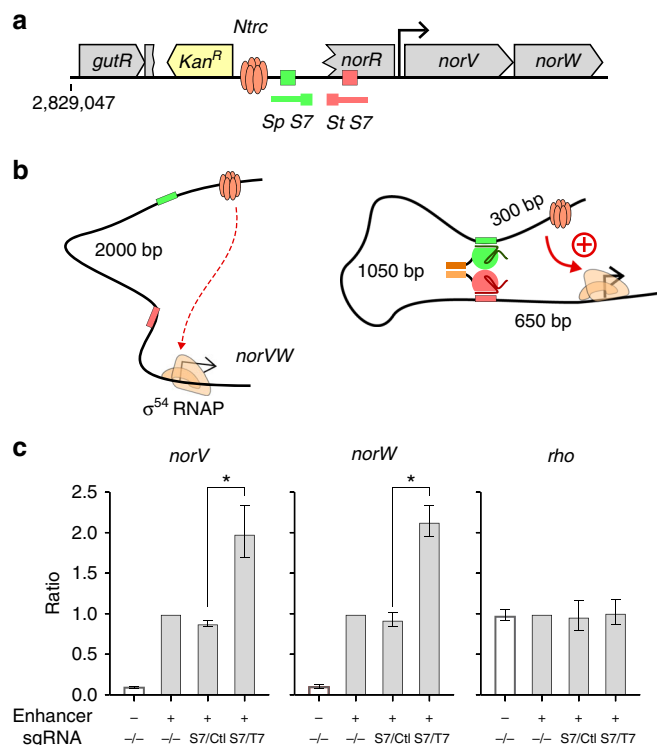 a
Ntrc
gutR Kan^R norR norV norW
2,829,047
Sp S7 St S7
b
2000 bp
norVW
σ^54 RNAP
300 bp
+
1050 bp
650 bp
c
norV norW rho
* *
Ratio
2.5
2.0
1.5
1.0
0.5
0.0
Enhancer − + + + − + + + − + + +
sgRNA −/− −/− S7/Ctl S7/T7 −/− −/− S7/Ctl S7/T7 −/− −/− S7/Ctl S7/T7